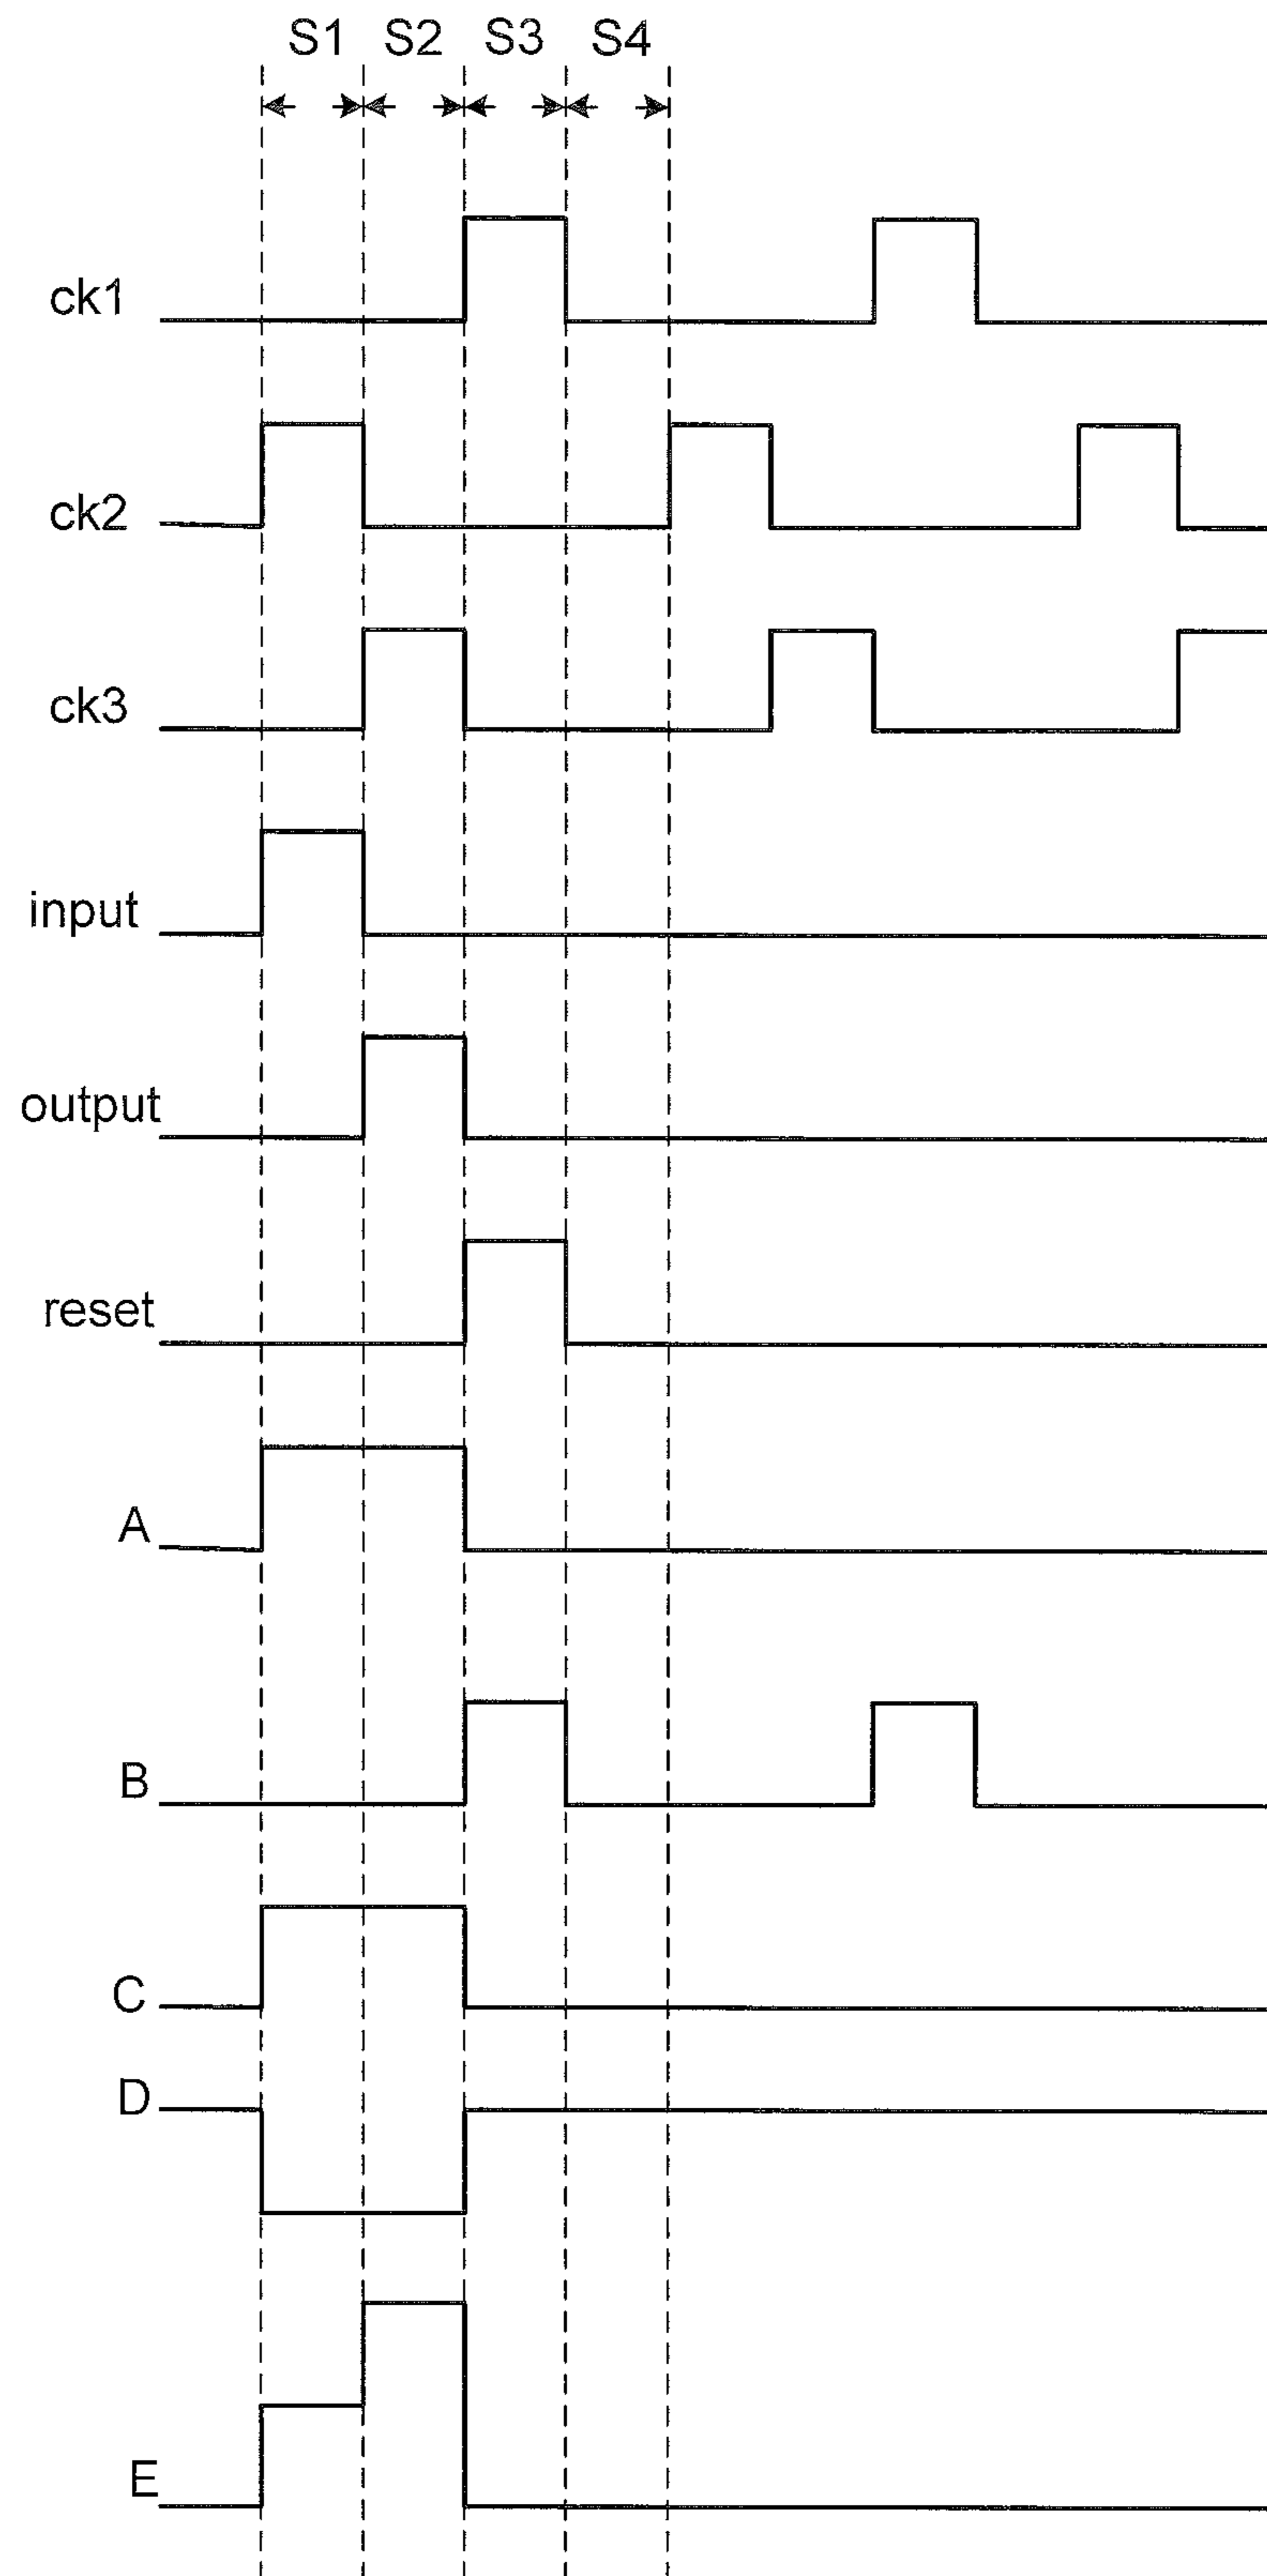 S1 S2 S3 S4
ck1
ck2
ck3
input
output
reset
A
B
C
D
E